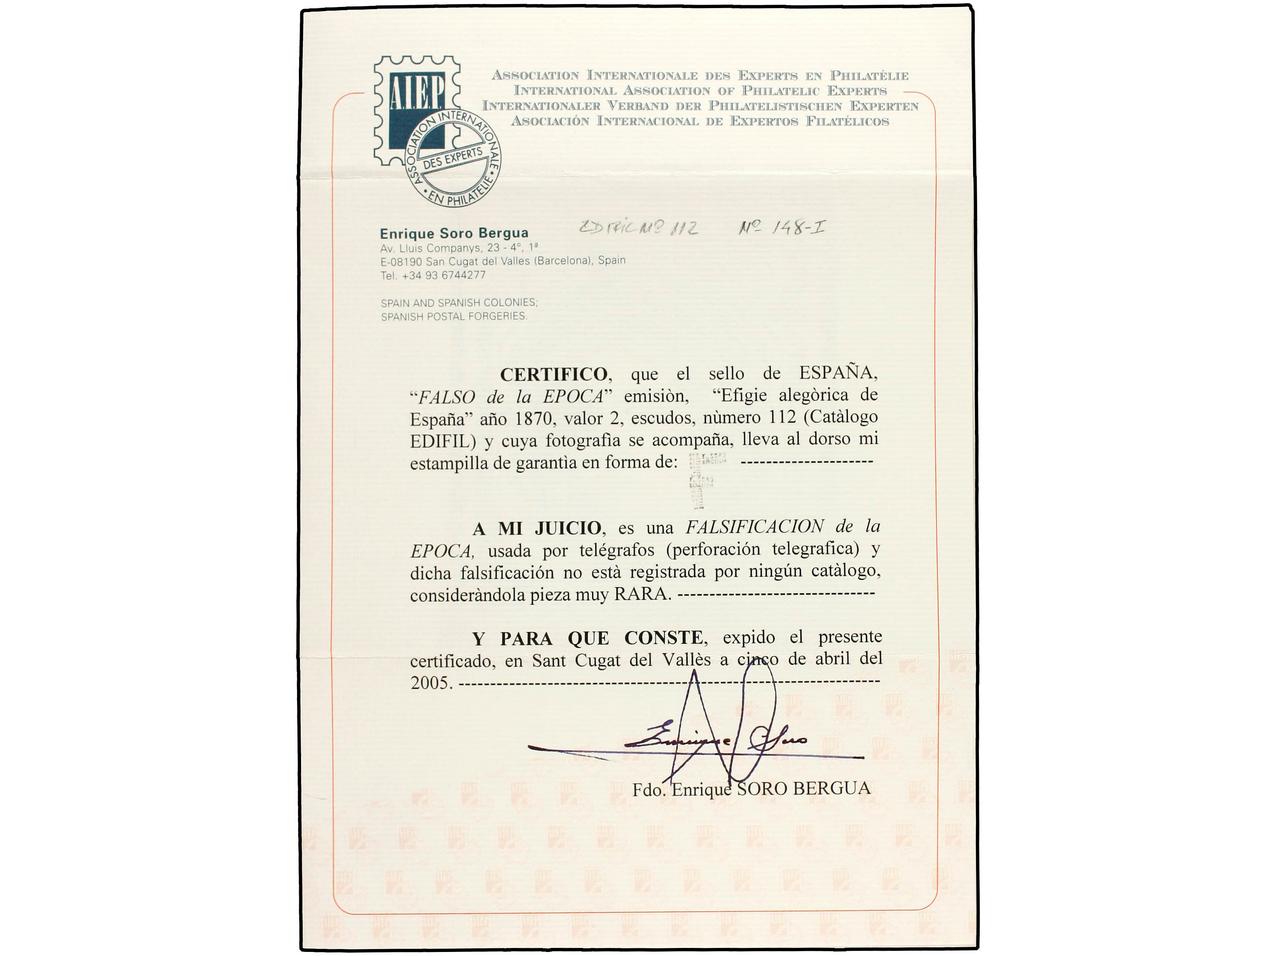 ASSOCIATION INTERNATIONALE DES EXPERTS EN PHILATÈLIE
INTERNATIONAL ASSOCIATION OF PHILATELIC EXPERTS
INTERNATIONALER VERBAND DER PHILATELISTISCHEN EXPERTEN
ASOCIACIÓN INTERNACIONAL DE EXPERTOS FILATÉLICOS
AIEP
ASSOCIATION INTERNATIONALE
DES EXPERTS
• EN PHILATELIE •
Nº 112 Nº 148-I
Enrique Soro Bergua
Av. Lluis Companys, 23 - 4º, 1ª
E-08190 San Cugat del Valles (Barcelona), Spain
Tel. +34 93 6744277
SPAIN AND SPANISH COLONIES;
SPANISH POSTAL FORGERIES.
CERTIFICO, que el sello de ESPAÑA,
“FALSO de la EPOCA” emisiòn, “Efigie alegòrica de
España” año 1870, valor 2, escudos, nùmero 112 (Catàlogo
EDIFIL) y cuya fotografia se acompaña, lleva al dorso mi
estampilla de garantìa en forma de: ---------------------
A MI JUICIO, es una FALSIFICACION de la
EPOCA, usada por telégrafos (perforación telegrafica) y
dicha falsificación no està registrada por ningún catàlogo,
consideràndola pieza muy RARA. -------------------------------
Y PARA QUE CONSTE, expido el presente
certificado, en Sant Cugat del Vallès a cinco de abril del
2005. ------------------------------------------------------------------
Enrique Soro
Fdo. Enrique SORO BERGUA